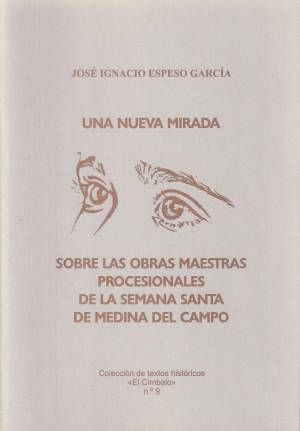 JOSÉ IGNACIO ESPESO GARCÍA
UNA NUEVA MIRADA
SOBRE LAS OBRAS MAESTRAS
PROCESIONALES
DE LA SEMANA SANTA
DE MEDINA DEL CAMPO
Colección de textos históricos
«El Címbalo»
n.º 9